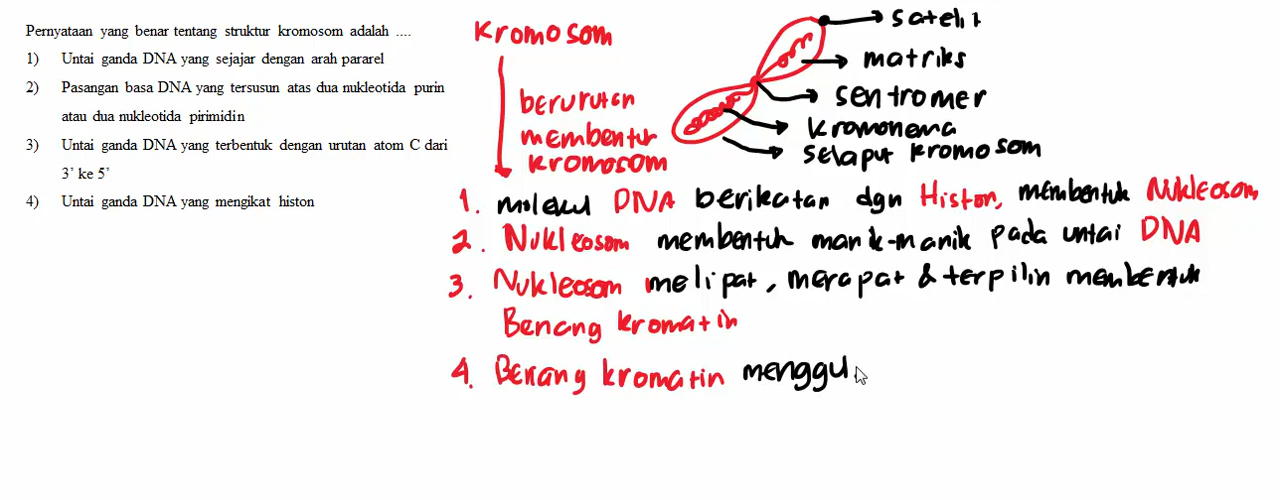 Pernyataan yang benar tentang struktur kromosom adalah ....
1) Untai ganda DNA yang sejajar dengan arah pararel
2) Pasangan basa DNA yang tersusun atas dua nukleotida purin
atau dua nukleotida pirimidin
3) Untai ganda DNA yang terbentuk dengan urutan atom C dari
3' ke 5'
4) Untai ganda DNA yang mengikat histon
Kromosom
berurutan
membentuk
kromosom
satelit
matriks
sentromer
kromonema
selaput kromosom
1. molekul DNA berikatan dgn Histon, membentuk Nukleosom
2. Nukleosom membentuk manik-manik pada untai DNA
3. Nukleosom melipat, merapat & terpilin membentuk
Benang kromatin
4. Benang kromatin menggu